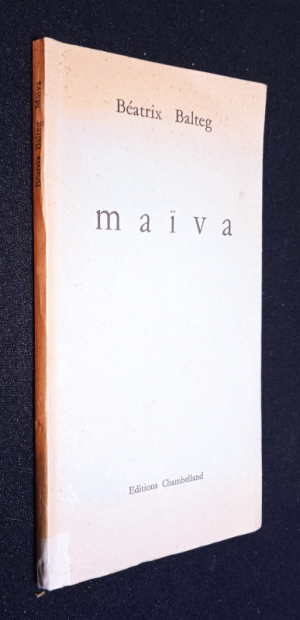 Béatrix Balteg
maïva
Editions Chambelland
Béatrix Balteg Maïva